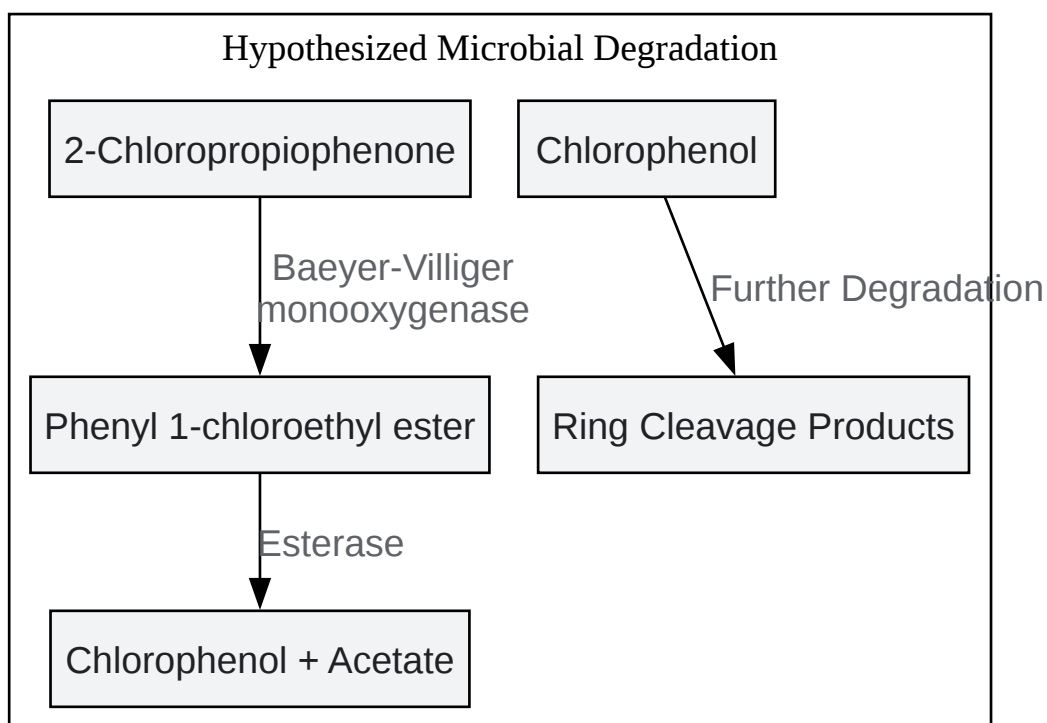 Hypothesized Microbial Degradation
2-Chloropropiophenone
Chlorophenol
Baeyer-Villiger
monooxygenase
Further Degradation
Phenyl 1-chloroethyl ester
Ring Cleavage Products
Esterase
Chlorophenol + Acetate